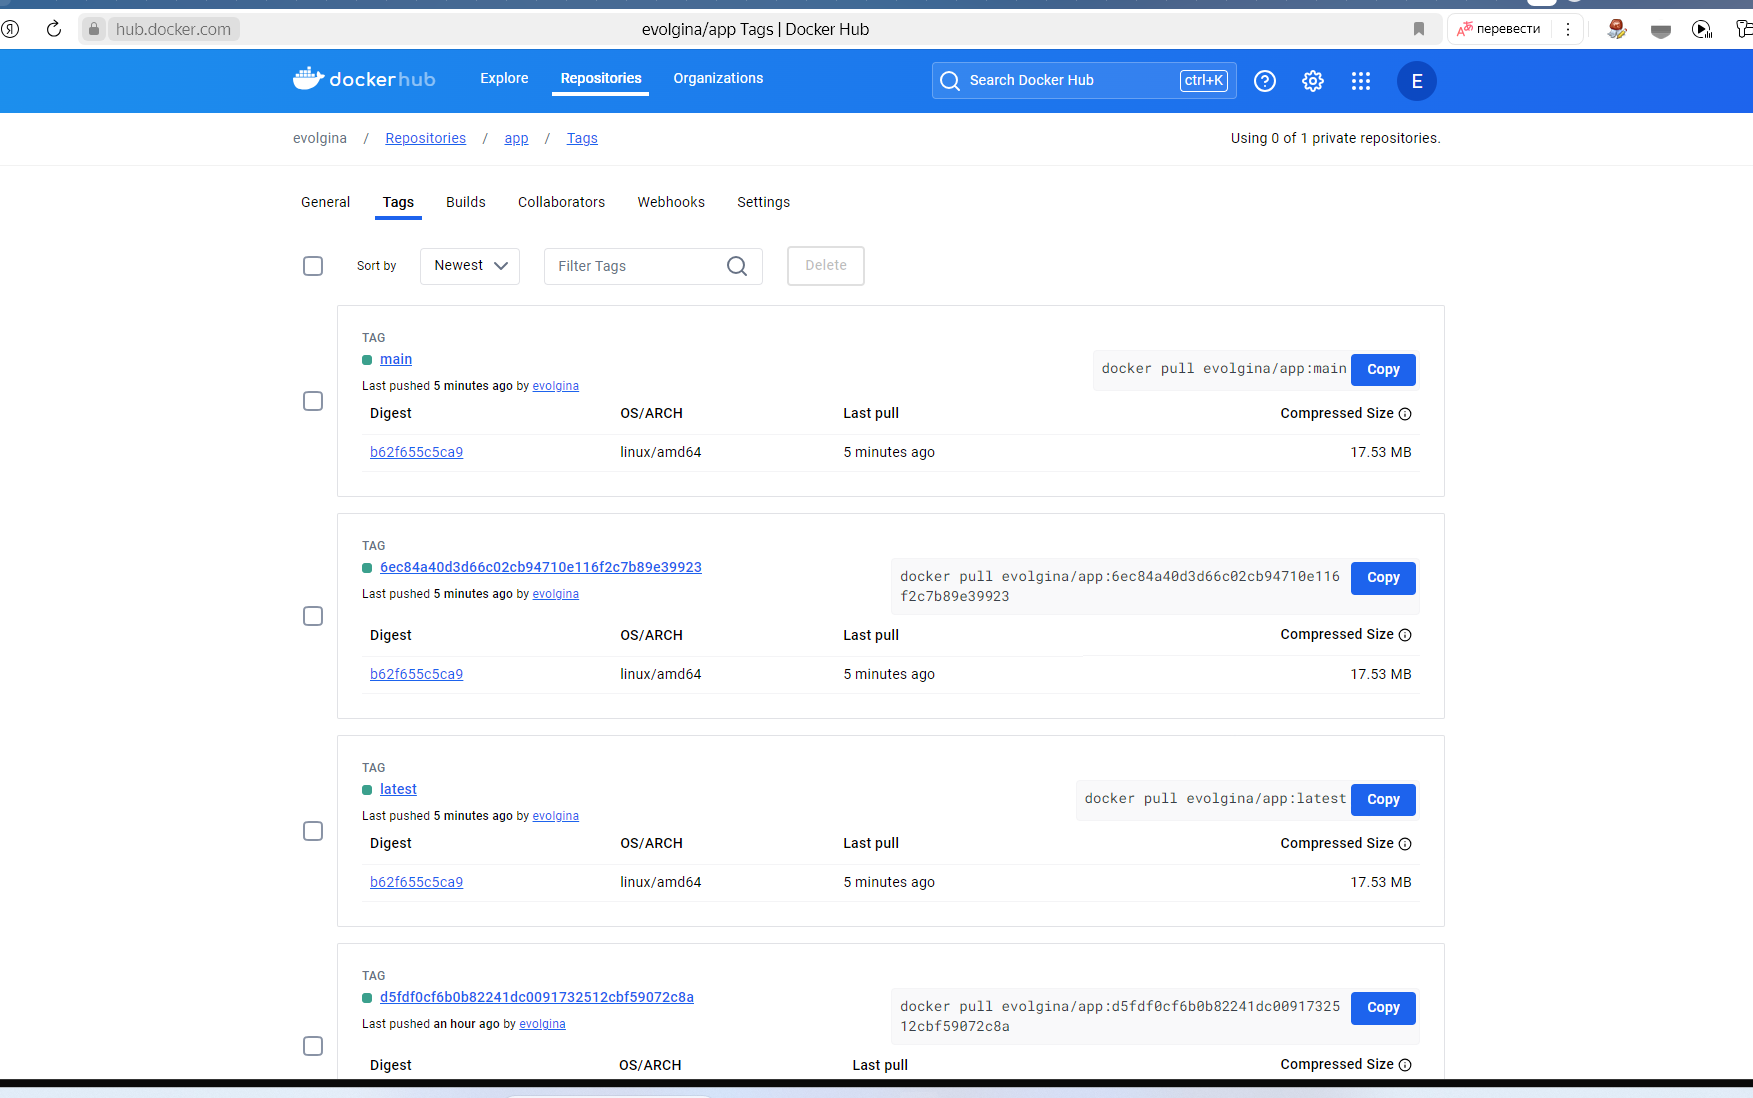 Я hub.docker.com evolgina/app Tags | Docker Hub перевести
dockerhub Explore Repositories Organizations Search Docker Hub ctrl+K E
evolgina / Repositories / app / Tags Using 0 of 1 private repositories.
General Tags Builds Collaborators Webhooks Settings
Sort by Newest Filter Tags Delete
TAG
main docker pull evolgina/app:main Copy
Last pushed 5 minutes ago by evolgina
Digest OS/ARCH Last pull Compressed Size
b62f655c5ca9 linux/amd64 5 minutes ago 17.53 MB
TAG
6ec84a40d3d66c02cb94710e116f2c7b89e39923 docker pull evolgina/app:6ec84a40d3d66c02cb94710e116 Copy
f2c7b89e39923
Last pushed 5 minutes ago by evolgina
Digest OS/ARCH Last pull Compressed Size
b62f655c5ca9 linux/amd64 5 minutes ago 17.53 MB
TAG
latest docker pull evolgina/app:latest Copy
Last pushed 5 minutes ago by evolgina
Digest OS/ARCH Last pull Compressed Size
b62f655c5ca9 linux/amd64 5 minutes ago 17.53 MB
TAG
d5fdf0cf6b0b82241dc0091732512cbf59072c8a docker pull evolgina/app:d5fdf0cf6b0b82241dc00917325 Copy
12cbf59072c8a
Last pushed an hour ago by evolgina
Digest OS/ARCH Last pull Compressed Size